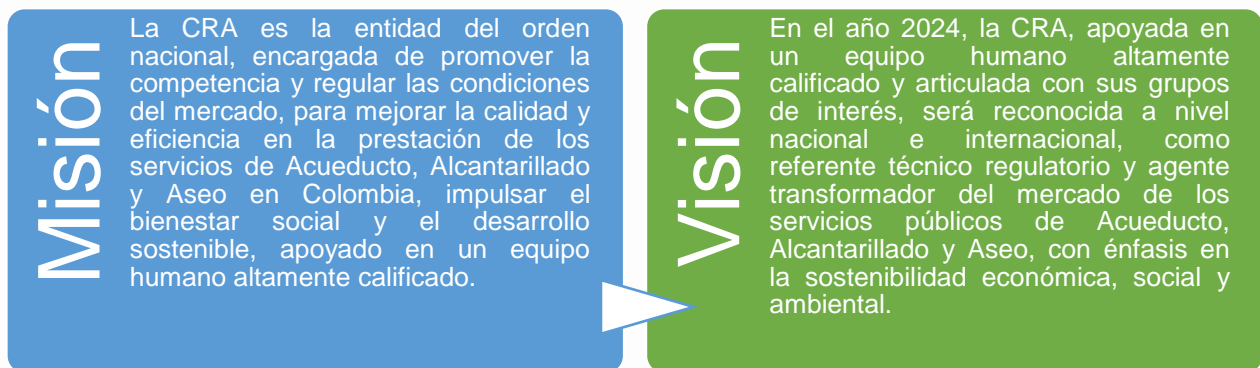 Misión
La CRA es la entidad del orden
nacional, encargada de promover la
competencia y regular las condiciones
del mercado, para mejorar la calidad y
eficiencia en la prestación de los
servicios de Acueducto, Alcantarillado
y Aseo en Colombia, impulsar el
bienestar social y el desarrollo
sostenible, apoyado en un equipo
humano altamente calificado.
Visión
En el año 2024, la CRA, apoyada en
un equipo humano altamente
calificado y articulada con sus grupos
de interés, será reconocida a nivel
nacional e internacional, como
referente técnico regulatorio y agente
transformador del mercado de los
servicios públicos de Acueducto,
Alcantarillado y Aseo, con énfasis en
la sostenibilidad económica, social y
ambiental.